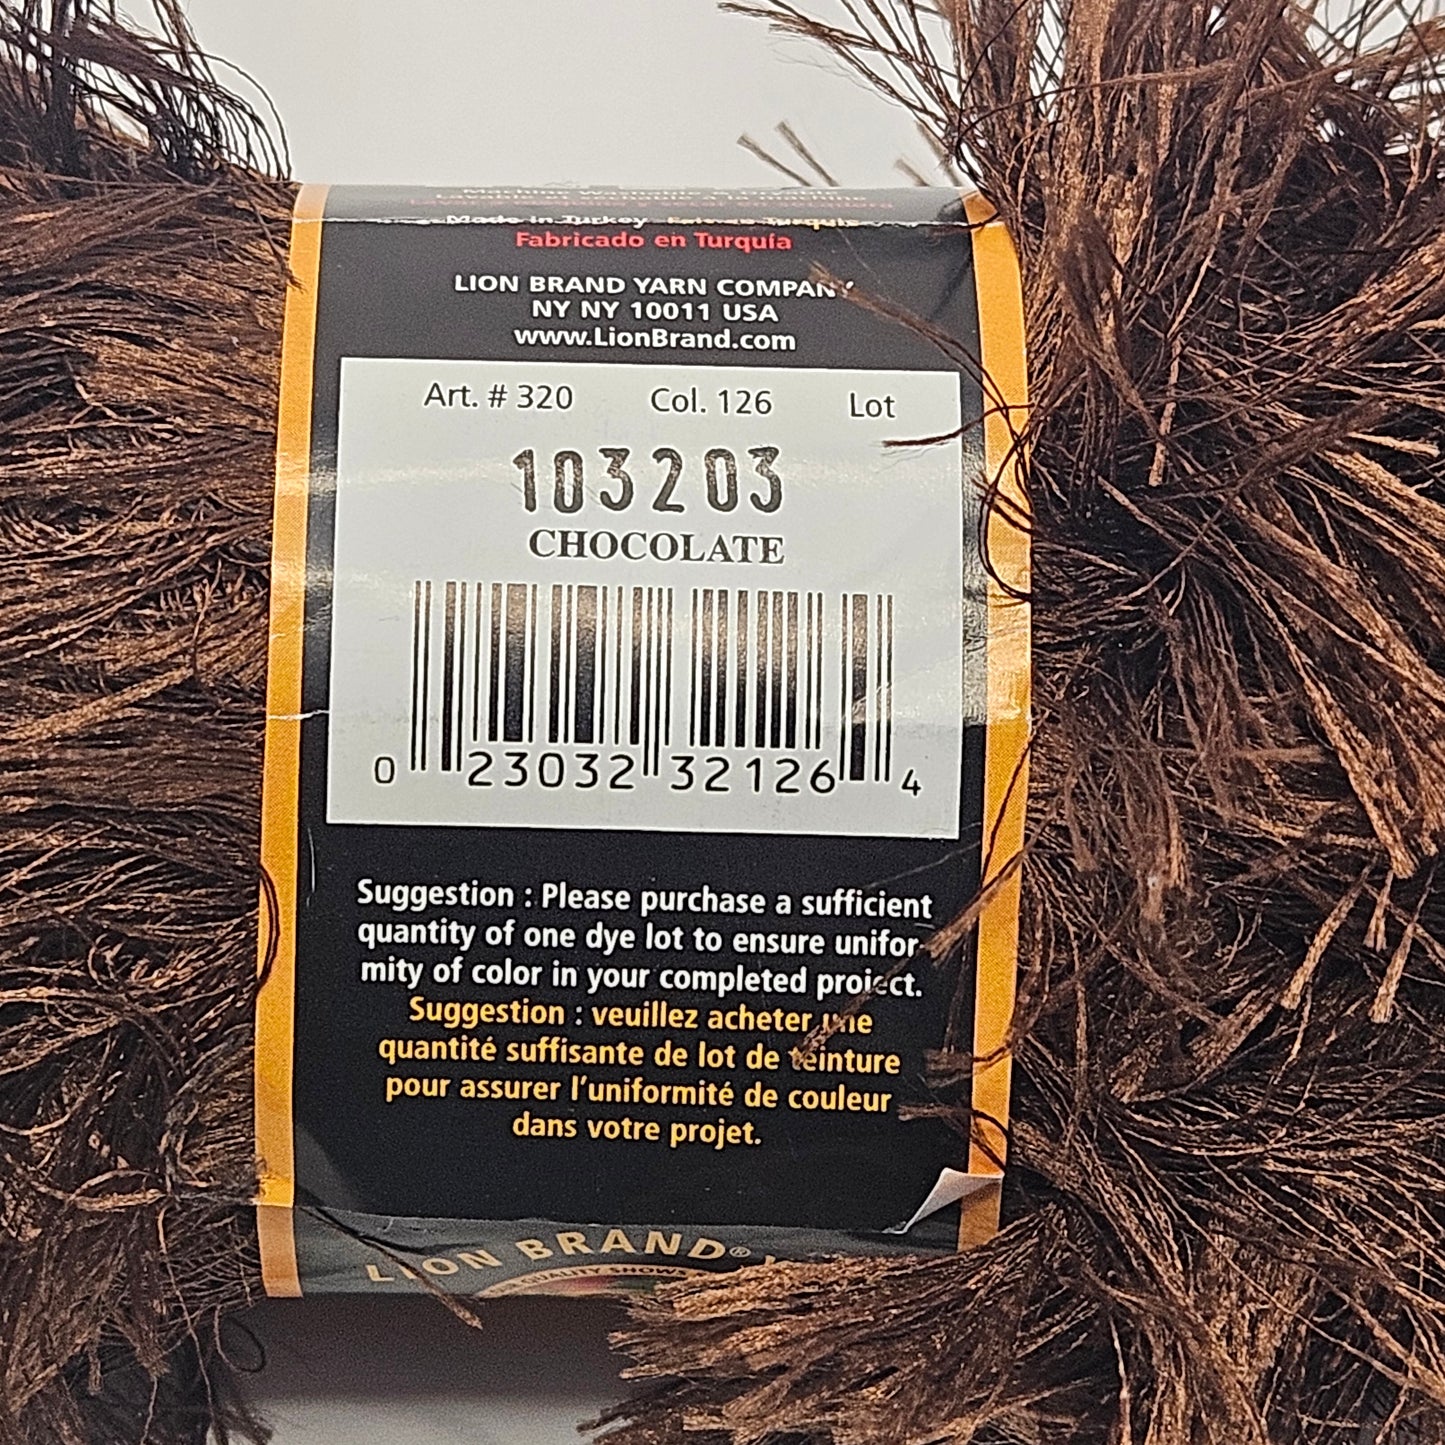 Made in Turkey
Fabricado en Turquía
LION BRAND YARN COMPANY
NY NY 10011 USA
www.LionBrand.com
Art. # 320 Col. 126 Lot
103203
CHOCOLATE
0 23032 32126 4
Suggestion : Please purchase a sufficient
quantity of one dye lot to ensure unifor-
mity of color in your completed project.
Suggestion : veuillez acheter une
quantité suffisante de lot de teinture
pour assurer l'uniformité de couleur
dans votre projet.
LION BRAND®